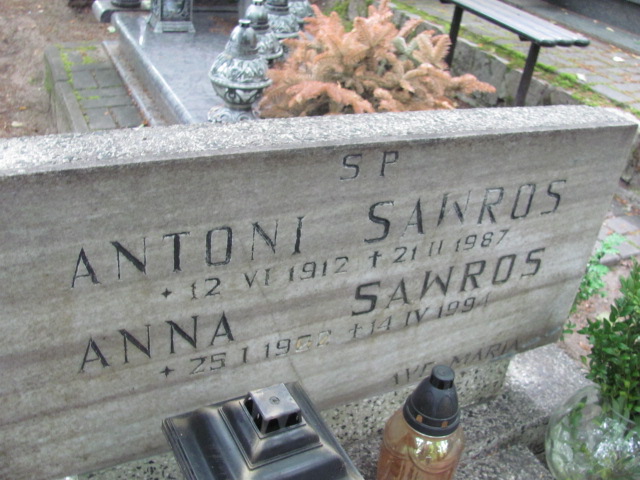 SP
ANTONI SAWROS
+ 12 VI 1912 + 21 II 1987
ANNA SAWROS
+ 25 I + 14 IV 1994
AVE MARIA